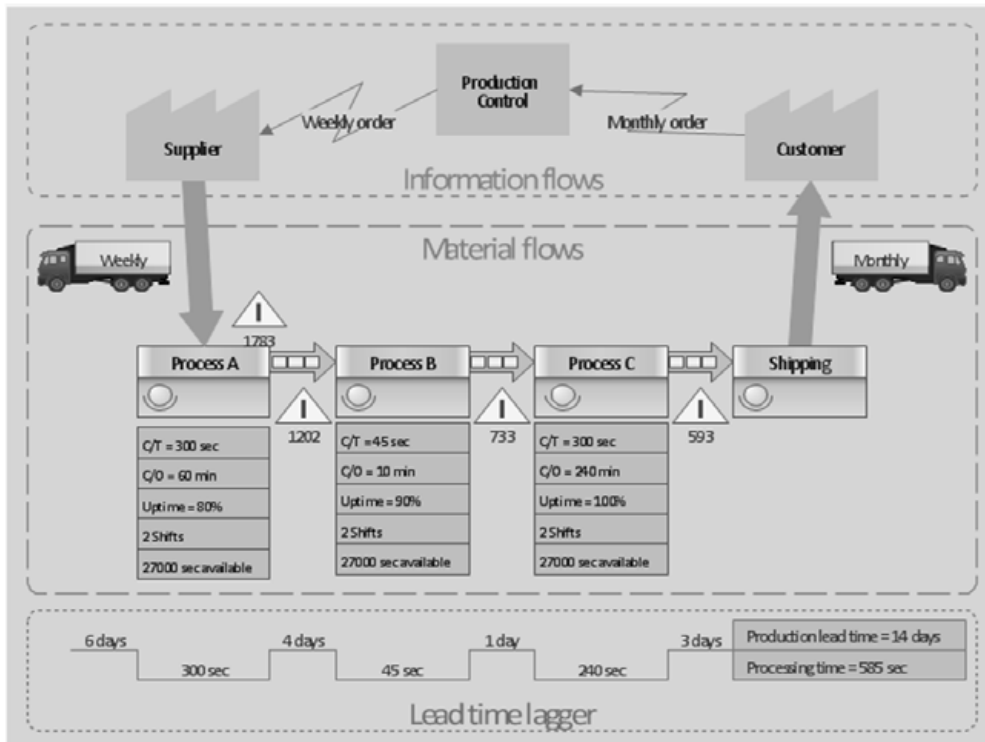 Production
Control
Weekly order
Monthly order
Supplier
Customer
Information flows
Material flows
Weekly
Monthly
I
1783
Process A
Process B
Process C
Shipping
I
1202
I
733
I
593
C/T = 300 sec
C/O = 60 min
Uptime = 80%
2 Shifts
27000 sec available
C/T = 45 sec
C/O = 10 min
Uptime = 90%
2 Shifts
27000 sec available
C/T = 300 sec
C/O = 240 min
Uptime = 100%
2 Shifts
27000 sec available
6 days
4 days
1 day
3 days
300 sec
45 sec
240 sec
Production lead time = 14 days
Processing time = 585 sec
Lead time lagger